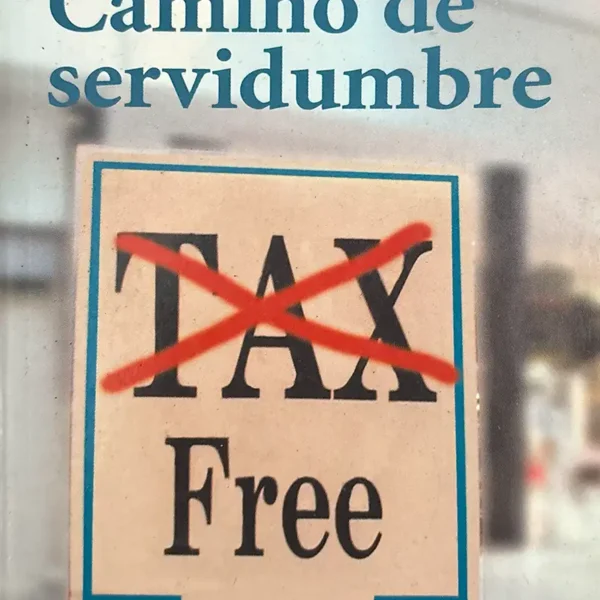 Camino de
servidumbre
TAX
Free